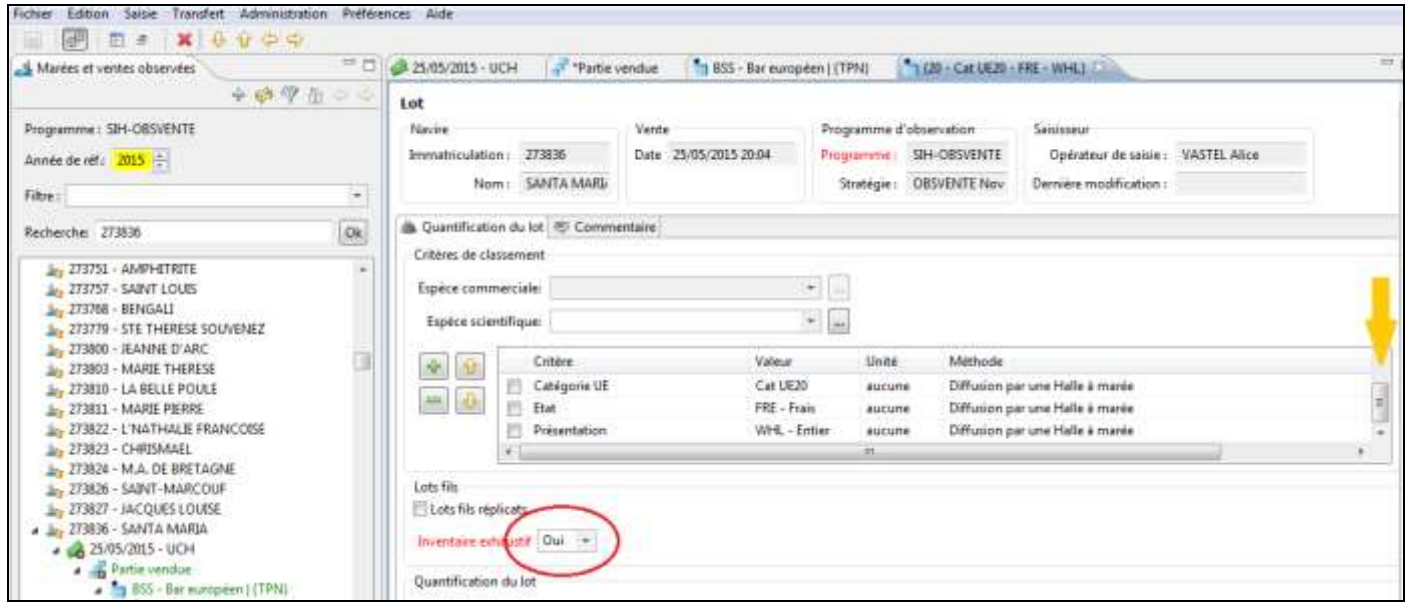 Fichier Edition Saisie Transfert Administration Préférences Aide
Marées et ventes observées
Programme : SIH-OBSVENTE
Année de réf.: 2015
Filtre :
Recherche: 273836 Ok
273751 - AMPHITRITE
273757 - SAINT LOUIS
273768 - BENGALI
273779 - STE THERESE SOUVENEZ
273800 - JEANNE D'ARC
273803 - MARIE THERESE
273810 - LA BELLE POULE
273811 - MARIE PIERRE
273822 - L'NATHALIE FRANCOISE
273823 - CHRISMAEL
273824 - M.A. DE BRETAGNE
273826 - SAINT-MARCOUF
273827 - JACQUES LOUISE
273836 - SANTA MARIA
25/05/2015 - UCH
Partie vendue
BSS - Bar européen | (TPN)
25/05/2015 - UCH *Partie vendue BSS - Bar européen | (TPN) (20 - Cat UE20 - FRE - WHL)
Lot
Navire Vente Programme d'observation Saisisseur
Immatriculation : 273836 Date 25/05/2015 20:04 Programme : SIH-OBSVENTE Opérateur de saisie : VASTEL Alice
Nom : SANTA MARIA Stratégie : OBSVENTE Nov Dernière modification :
Quantification du lot Commentaire
Critères de classement
Espèce commerciale:
Espèce scientifique: ...
Critère Valeur Unité Méthode
Catégorie UE Cat UE20 aucune Diffusion par une Halle à marée
Etat FRE - Frais aucune Diffusion par une Halle à marée
Présentation WHL - Entier aucune Diffusion par une Halle à marée
Lots fils
Lots fils réplicats
Inventaire exhaustif Oui
Quantification du lot